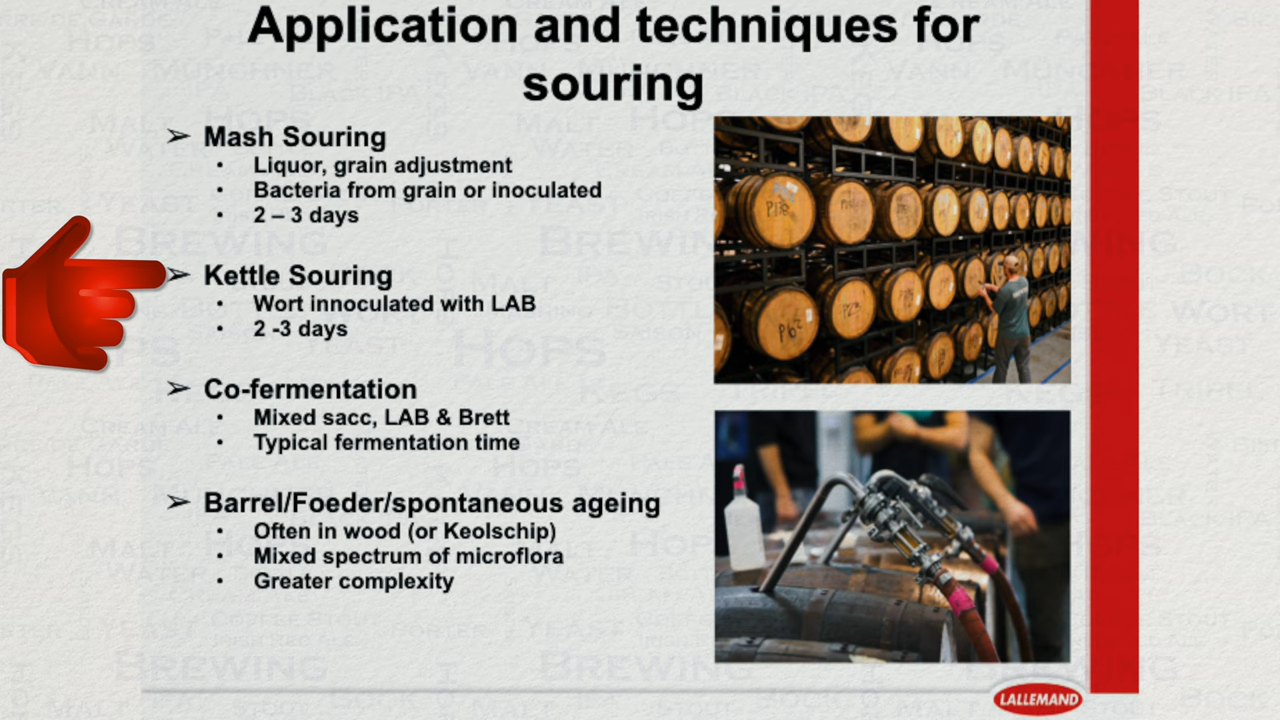 Application and techniques for
souring
➢ Mash Souring
• Liquor, grain adjustment
• Bacteria from grain or inoculated
• 2 – 3 days
➢ Kettle Souring
• Wort innoculated with LAB
• 2 -3 days
➢ Co-fermentation
• Mixed sacc, LAB & Brett
• Typical fermentation time
➢ Barrel/Foeder/spontaneous ageing
• Often in wood (or Keolschip)
• Mixed spectrum of microflora
• Greater complexity
LALLEMAND